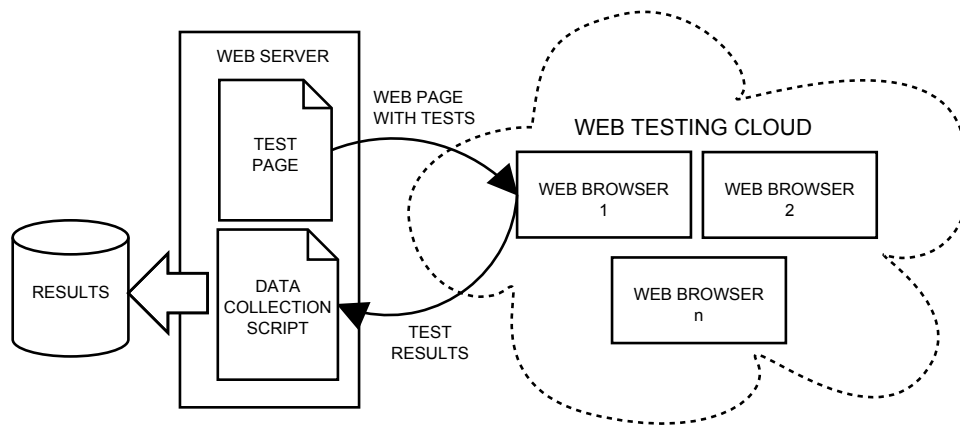 WEB SERVER
TEST
PAGE
WEB PAGE
WITH TESTS
WEB TESTING CLOUD
WEB BROWSER
1
WEB BROWSER
2
WEB BROWSER
n
RESULTS
DATA
COLLECTION
SCRIPT
TEST
RESULTS